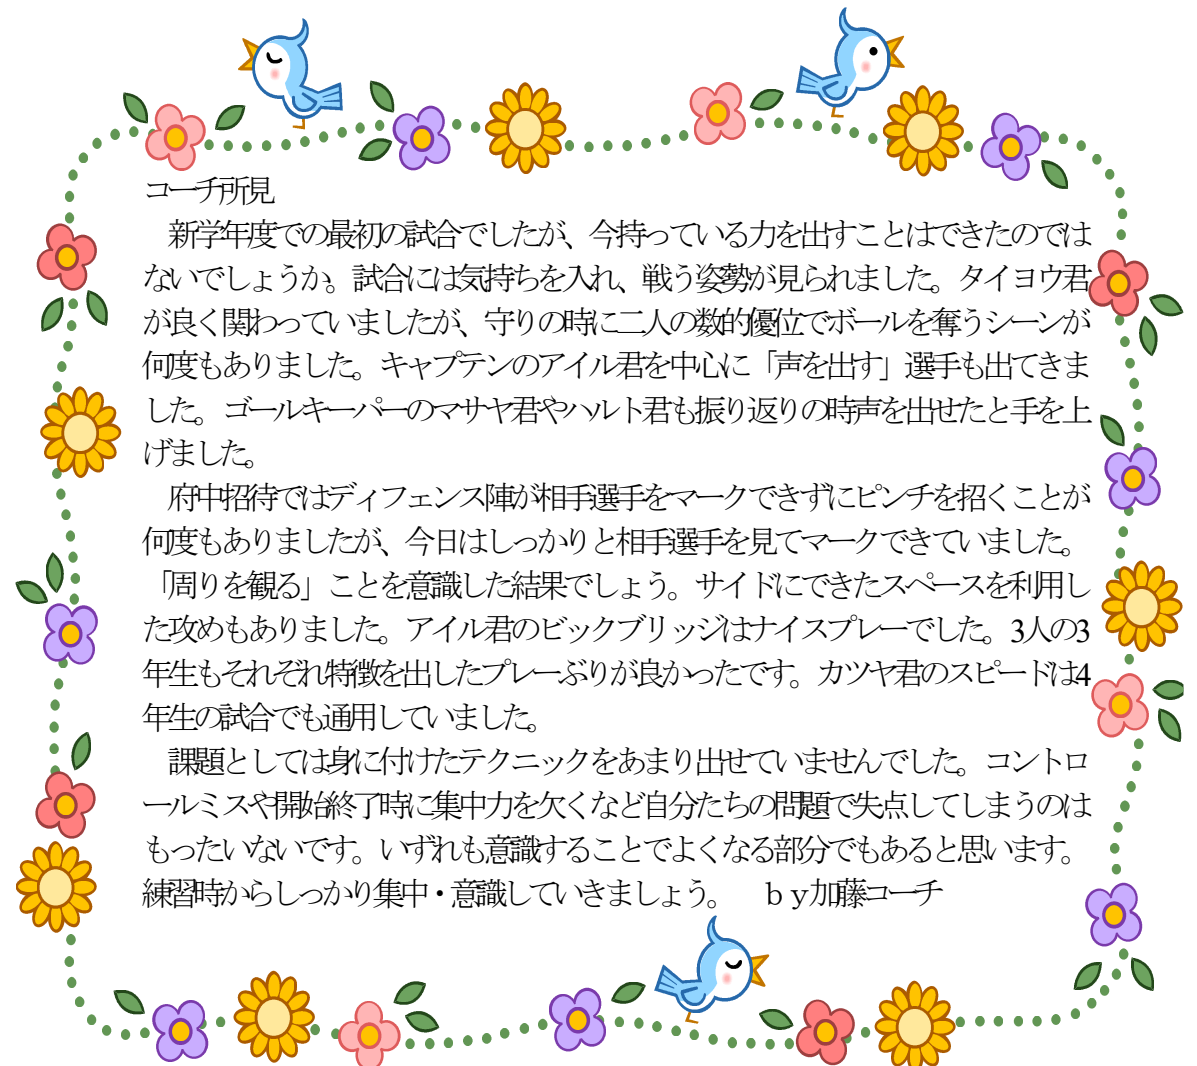 コーチ所見
　新学年度での最初の試合でしたが、今持っている力を出すことはできたのでは
ないでしょうか。試合には気持ちを入れ、戦う姿勢が見られました。タイヨウ君
が良く関わっていましたが、守りの時に二人の数的優位でボールを奪うシーンが
何度もありました。キャプテンのアイル君を中心に「声を出す」選手も出てきま
した。ゴールキーパーのマサヤ君やハルト君も振り返りの時声を出せたと手を上
げました。
　府中招待ではディフェンス陣が相手選手をマークできずにピンチを招くことが
何度もありましたが、今日はしっかりと相手選手を見てマークできていました。
「周りを観る」ことを意識した結果でしょう。サイドにできたスペースを利用し
た攻めもありました。アイル君のビックブリッジはナイスプレーでした。3人の3
年生もそれぞれ特徴を出したプレーぶりが良かったです。カツヤ君のスピードは4
年生の試合でも通用していました。
　課題としては身に付けたテクニックをあまり出せていませんでした。コントロ
ールミスや開始終了時に集中力を欠くなど自分たちの問題で失点してしまうのは
もったいないです。いずれも意識することでよくなる部分でもあると思います。
練習時からしっかり集中・意識していきましょう。　ｂｙ加藤コーチ